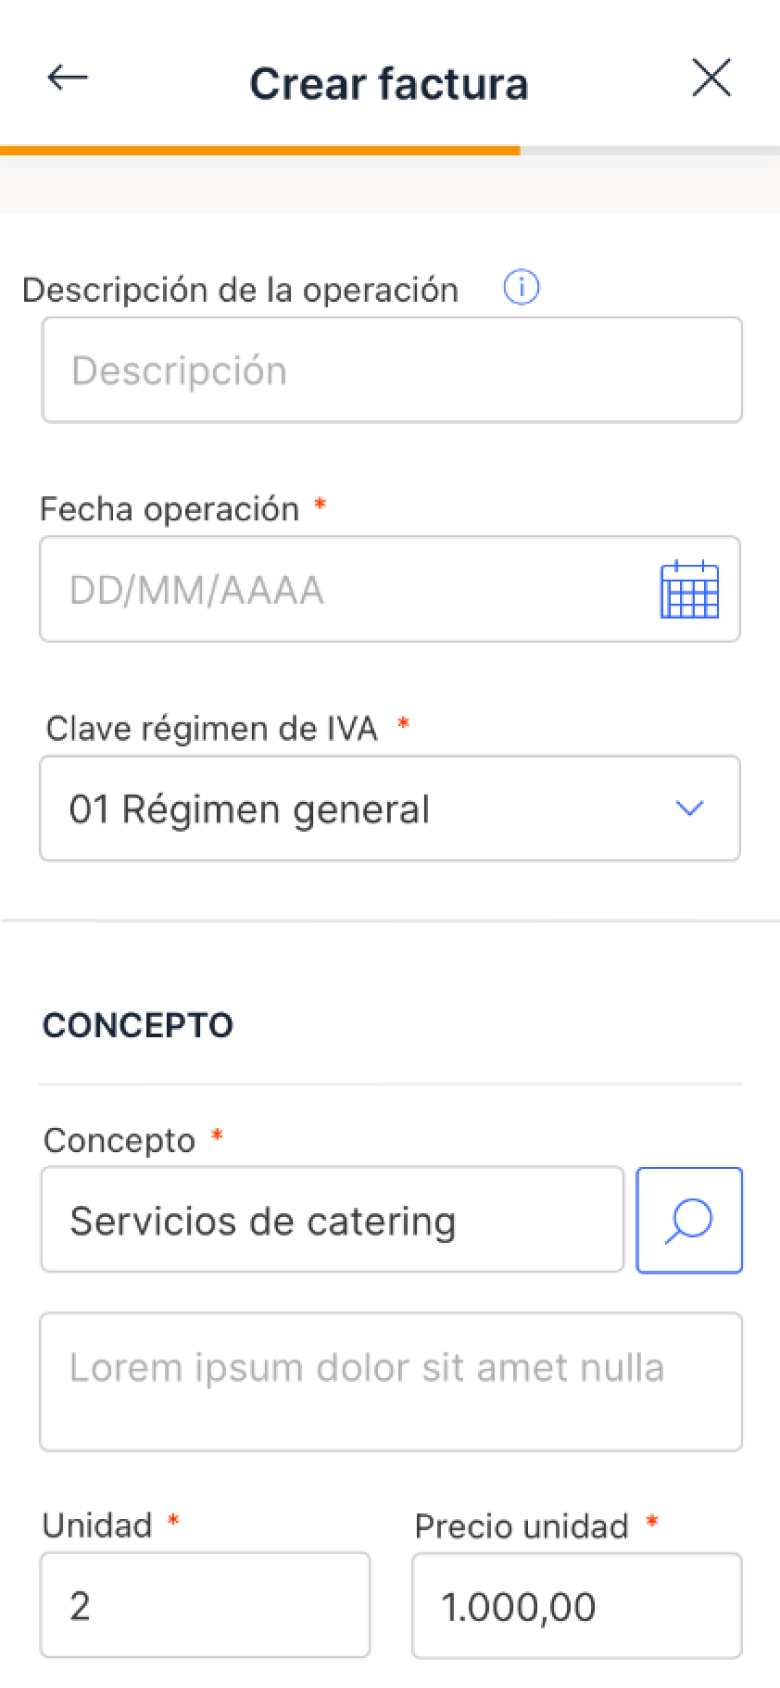 Crear factura
Descripción de la operación
Descripción
Fecha operación *
DD/MM/AAAA
Clave régimen de IVA *
01 Régimen general
CONCEPTO
Concepto *
Servicios de catering
Lorem ipsum dolor sit amet nulla
Unidad * Precio unidad *
2 1.000,00